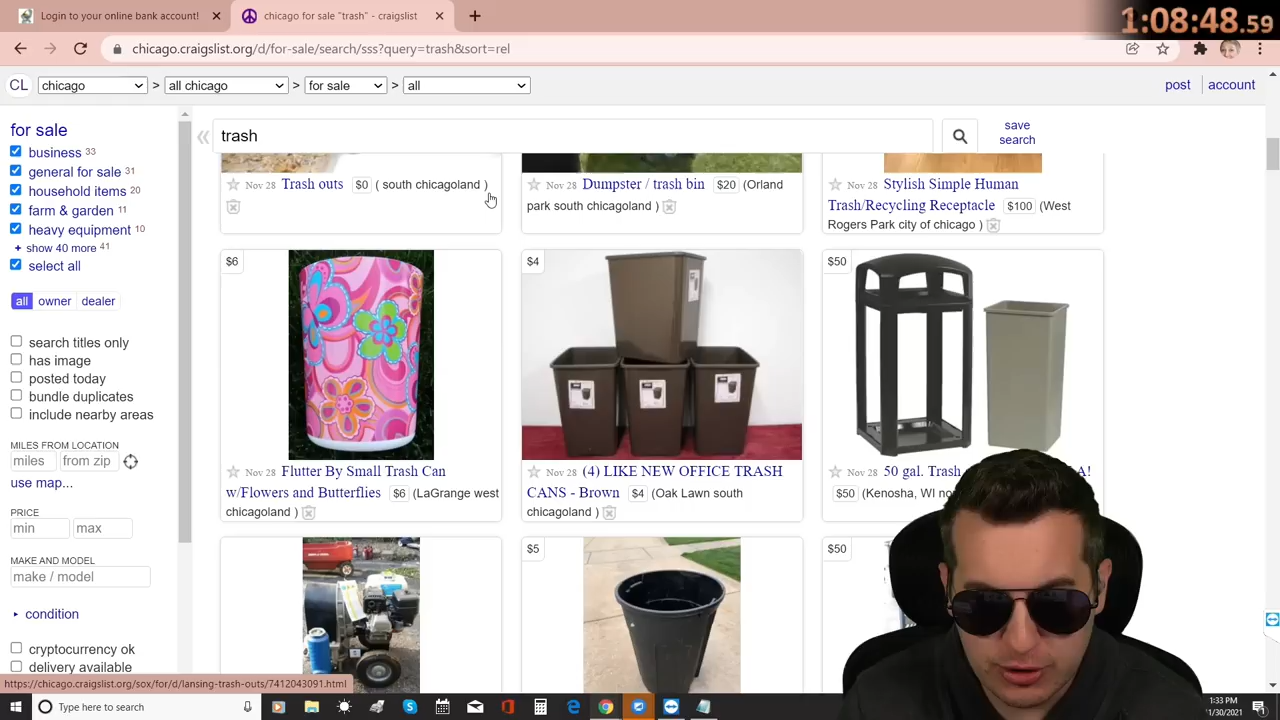 Login to your online bank account!
chicago for sale "trash" - craigslist
1:08:48.59
chicago.craigslist.org/d/for-sale/search/sss?query=trash&sort=rel
CL chicago > all chicago > for sale > all
post account
for sale
business 33
general for sale 31
household items 20
farm & garden 11
heavy equipment 10
+ show 40 more 41
select all
all owner dealer
search titles only
has image
posted today
bundle duplicates
include nearby areas
MILES FROM LOCATION
miles from zip
use map...
PRICE
min max
MAKE AND MODEL
make / model
condition
cryptocurrency ok
delivery available
trash
save
search
Nov 28 Trash outs $0 ( south chicagoland )
Nov 28 Dumpster / trash bin $20 (Orland
park south chicagoland )
Nov 28 Stylish Simple Human
Trash/Recycling Receptacle $100 (West
Rogers Park city of chicago )
$6
Nov 28 Flutter By Small Trash Can
w/Flowers and Butterflies $6 (LaGrange west
chicagoland )
$4
Nov 28 (4) LIKE NEW OFFICE TRASH
CANS - Brown $4 (Oak Lawn south
chicagoland )
$50
Nov 28 50 gal. Trash A!
$50 (Kenosha, WI no
$5
$50
https://chicago.craigslist.org/sox/for/d/lansing-trash-outs/7412043091.html
Type here to search
1:33 PM
11/30/2021